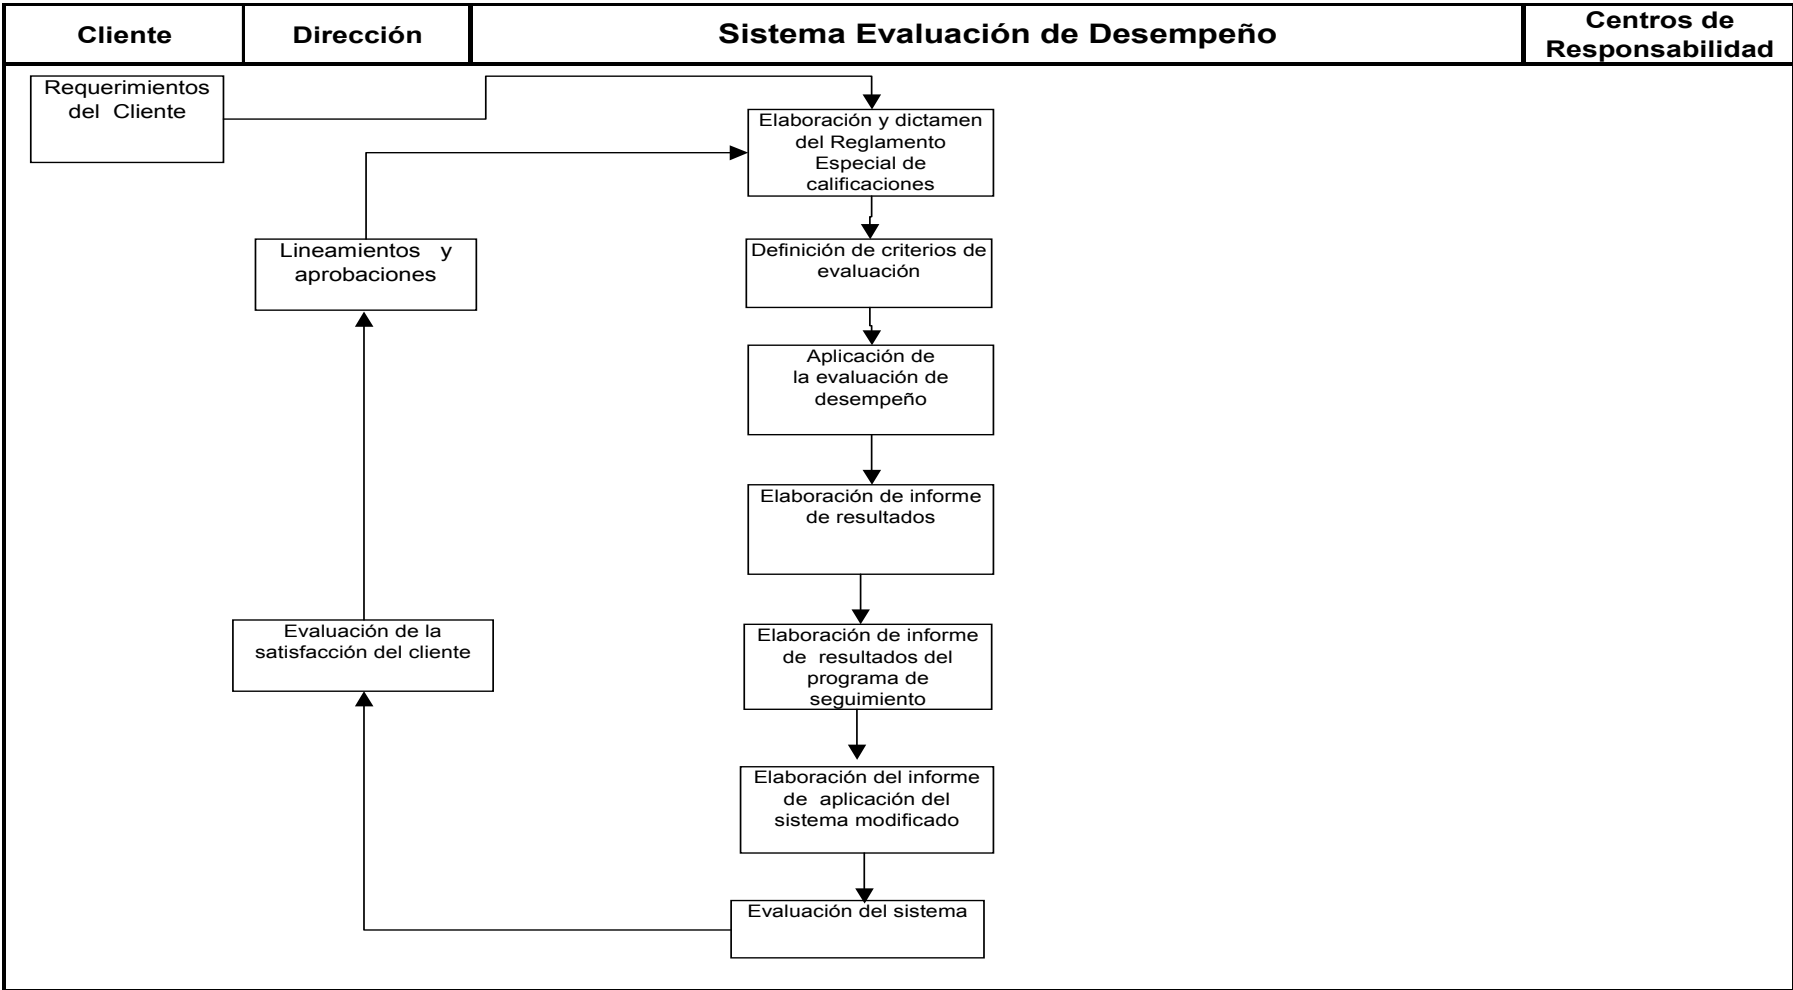 Cliente
Dirección
Sistema Evaluación de Desempeño
Centros de
Responsabilidad
Requerimientos
del Cliente
Elaboración y dictamen
del Reglamento
Especial de
calificaciones
Lineamientos y
aprobaciones
Definición de criterios de
evaluación
Aplicación de
la evaluación de
desempeño
Elaboración de informe
de resultados
Evaluación de la
satisfacción del cliente
Elaboración de informe
de resultados del
programa de
seguimiento
Elaboración del informe
de aplicación del
sistema modificado
Evaluación del sistema